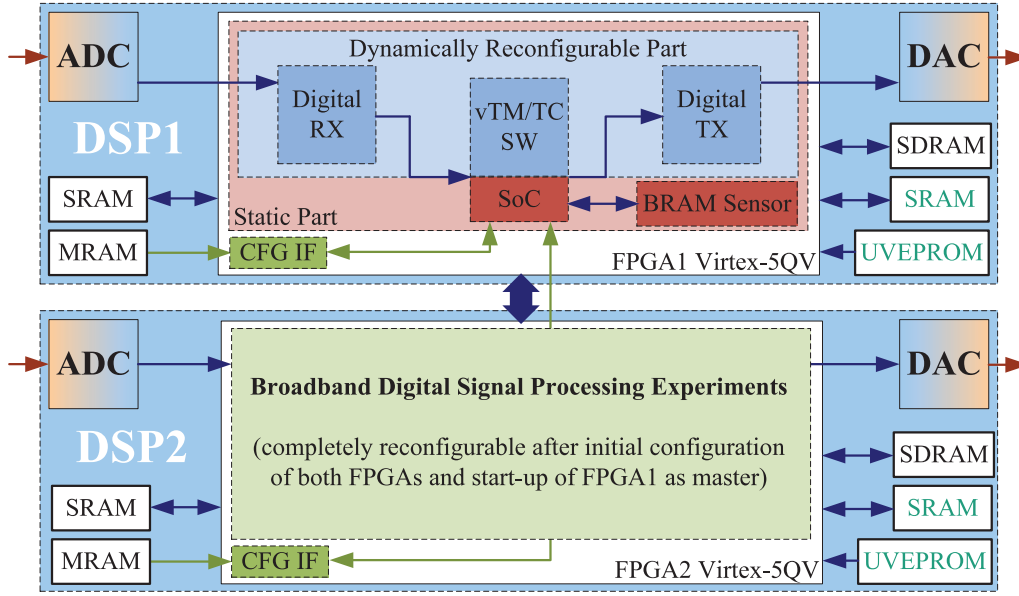 ADC
Dynamically Reconfigurable Part
DAC
Digital
RX
vTM/TC
SW
Digital
TX
DSP1
SDRAM
SRAM
SoC
BRAM Sensor
SRAM
Static Part
MRAM
CFG IF
FPGA1 Virtex-5QV
UVEPROM
ADC
DAC
Broadband Digital Signal Processing Experiments
DSP2
(completely reconfigurable after initial configuration
of both FPGAs and start-up of FPGA1 as master)
SDRAM
SRAM
SRAM
MRAM
CFG IF
FPGA2 Virtex-5QV
UVEPROM